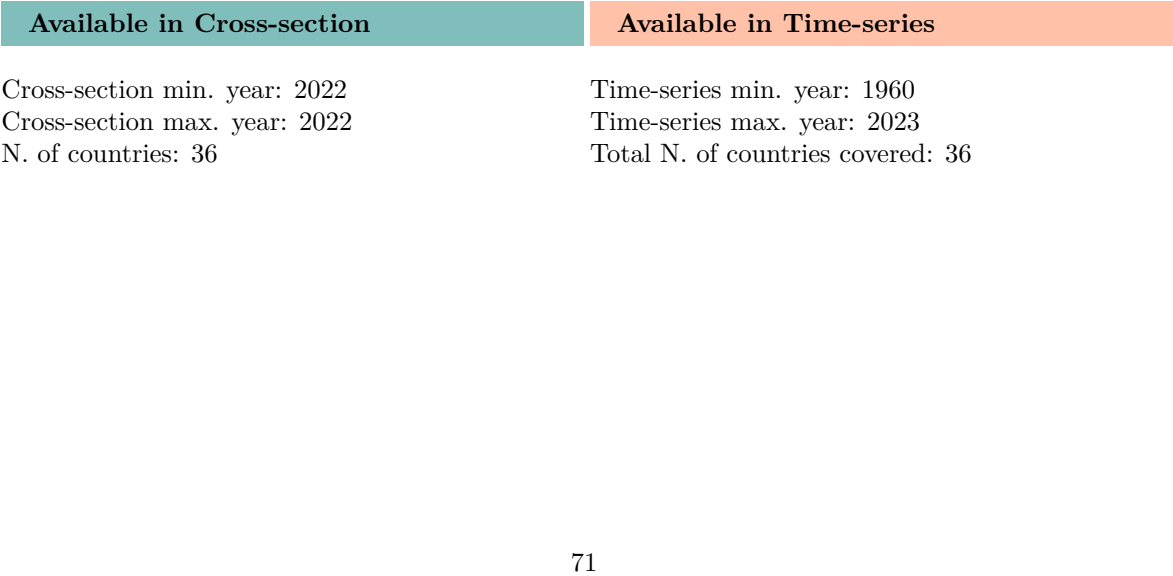 Available in Cross-section
Cross-section min. year: 2022
Cross-section max. year: 2022
N. of countries: 36
Available in Time-series
Time-series min. year: 1960
Time-series max. year: 2023
Total N. of countries covered: 36
71